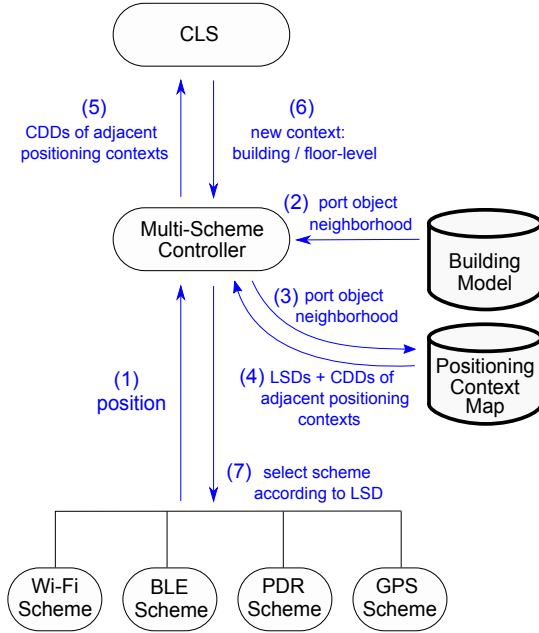 CLS
(5)
CDDs of adjacent
positioning contexts
(6)
new context:
building / floor-level
(2) port object
neighborhood
Multi-Scheme
Controller
Building
Model
(3) port object
neighborhood
(4) LSDs + CDDs of
adjacent positioning
contexts
Positioning
Context
Map
(1)
position
(7) select scheme
according to LSD
Wi-Fi
Scheme
BLE
Scheme
PDR
Scheme
GPS
Scheme